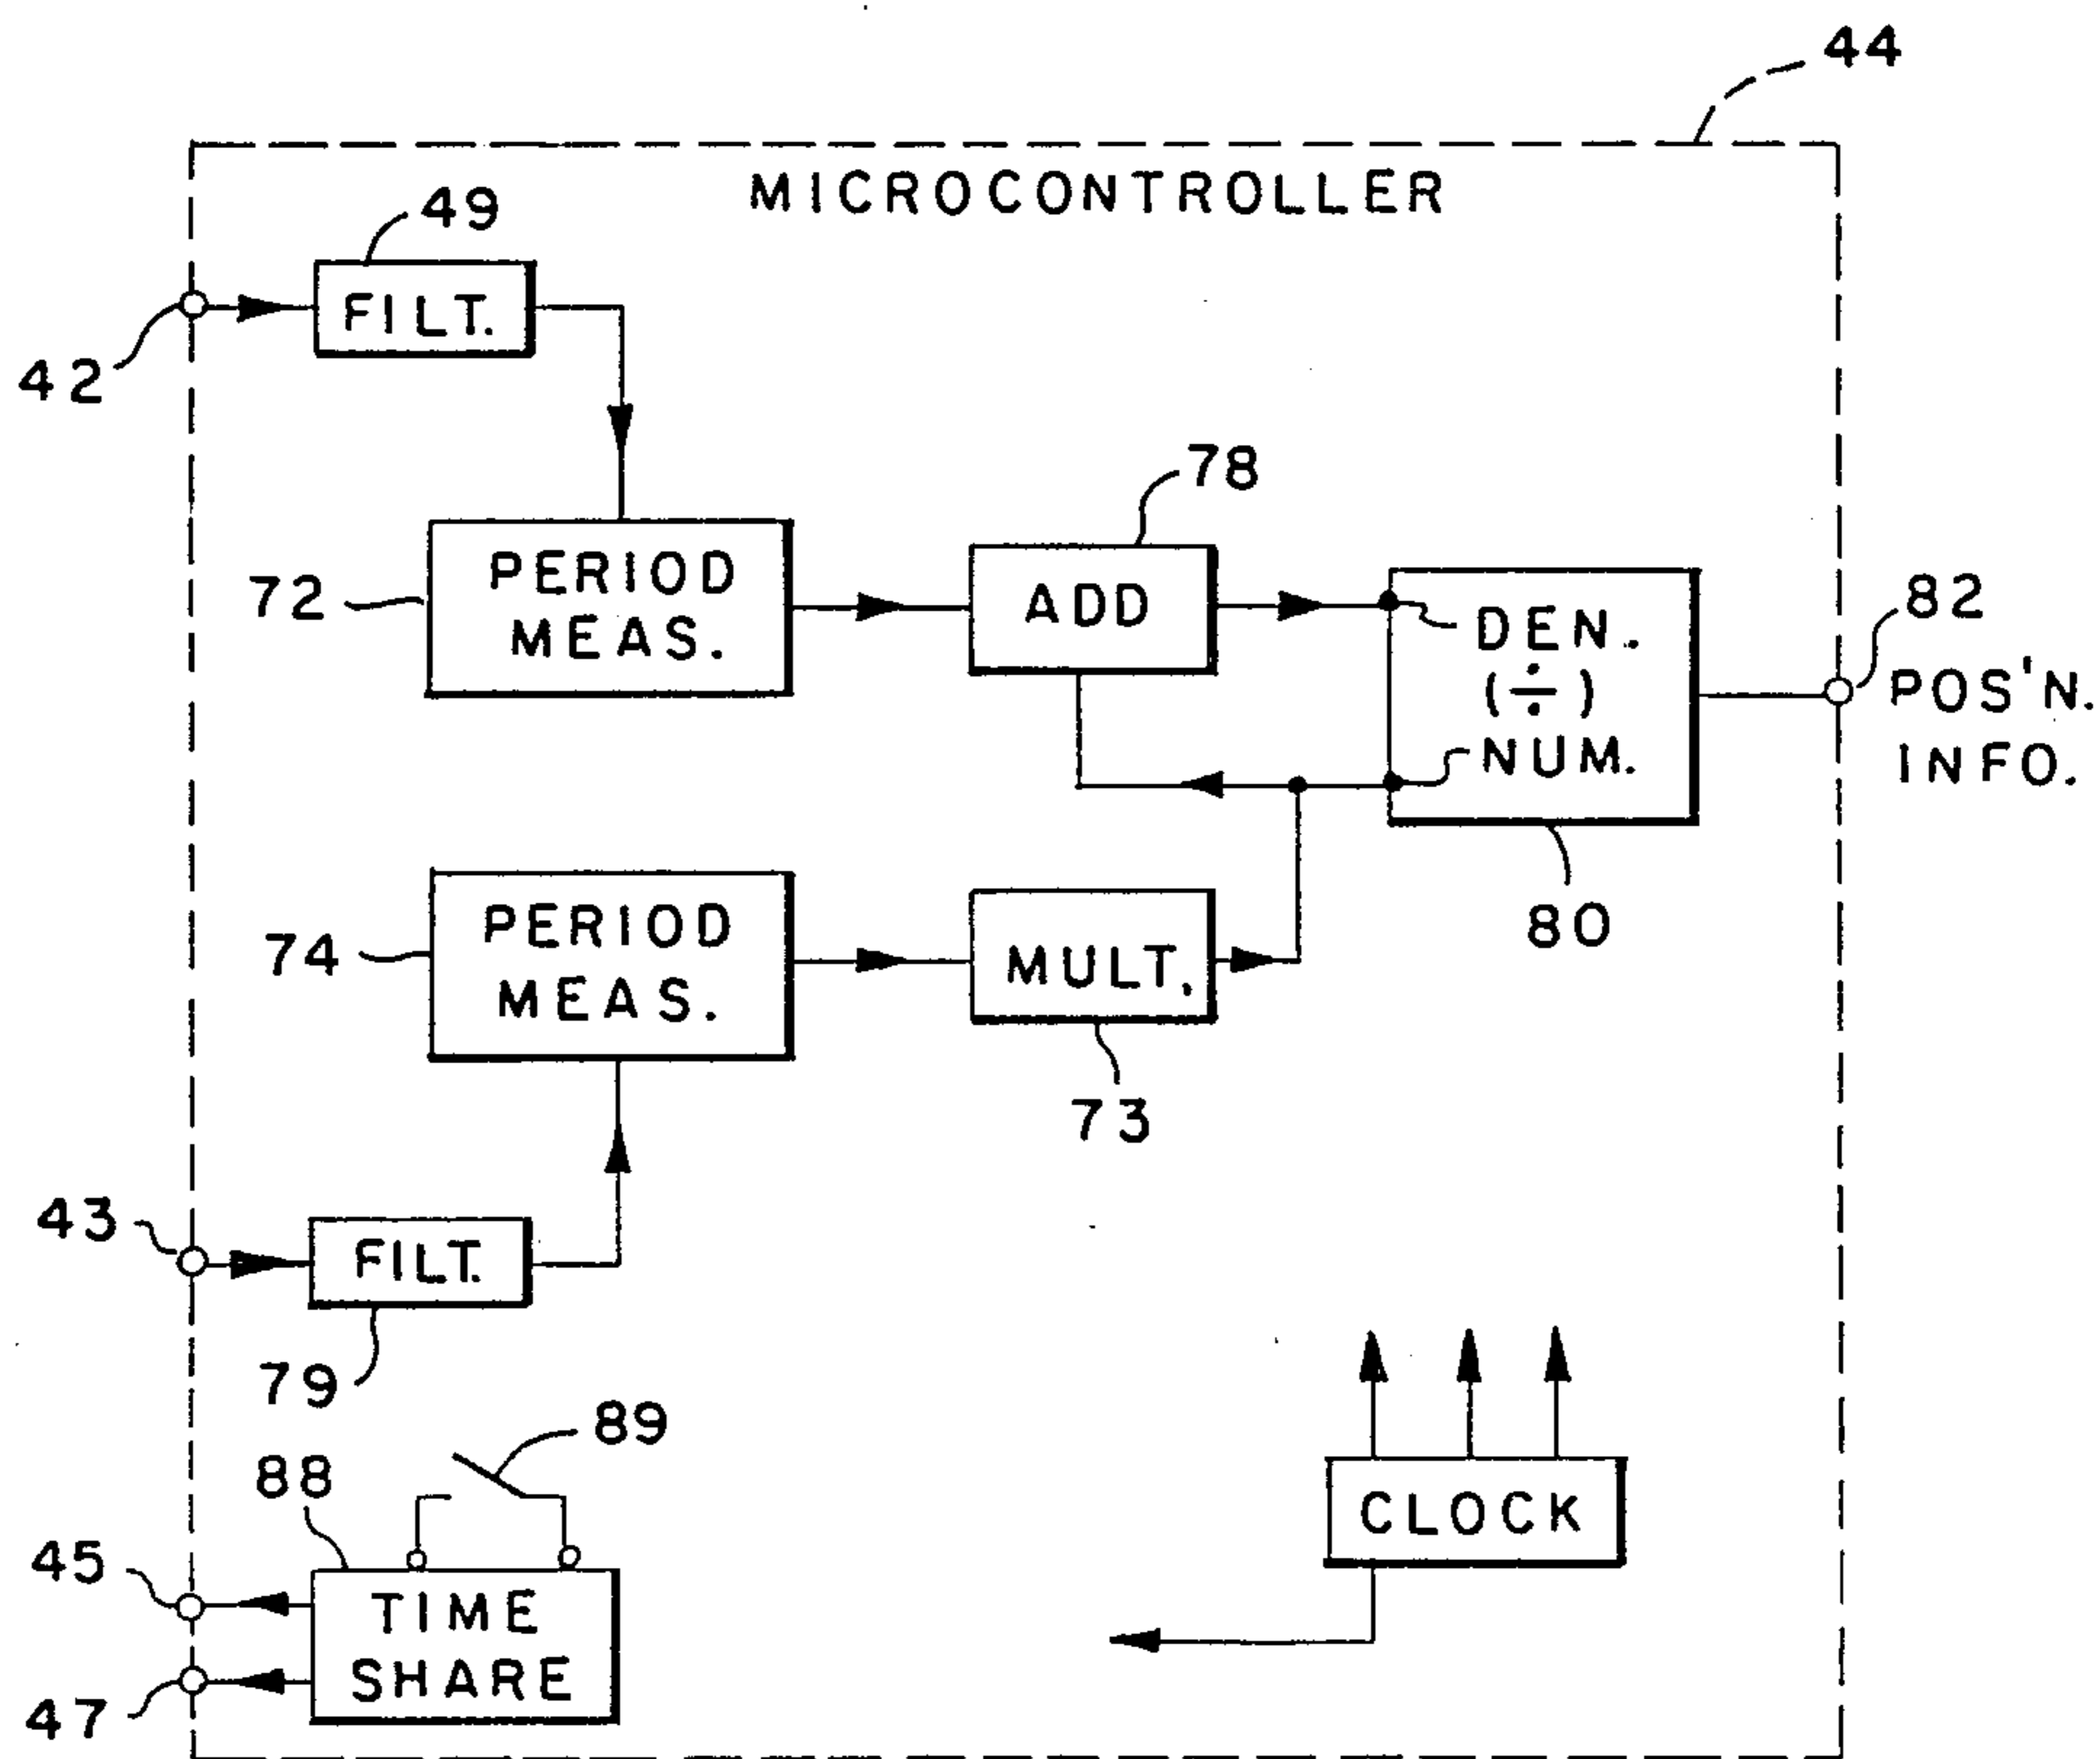 44
MICROCONTROLLER
49
FILT.
42
78
PERIOD
MEAS.
72
ADD
DEN.
(÷)
NUM.
82
POS'N.
INFO.
80
PERIOD
MEAS.
74
MULT.
73
43
FILT.
79
89
88
CLOCK
45
TIME
SHARE
47